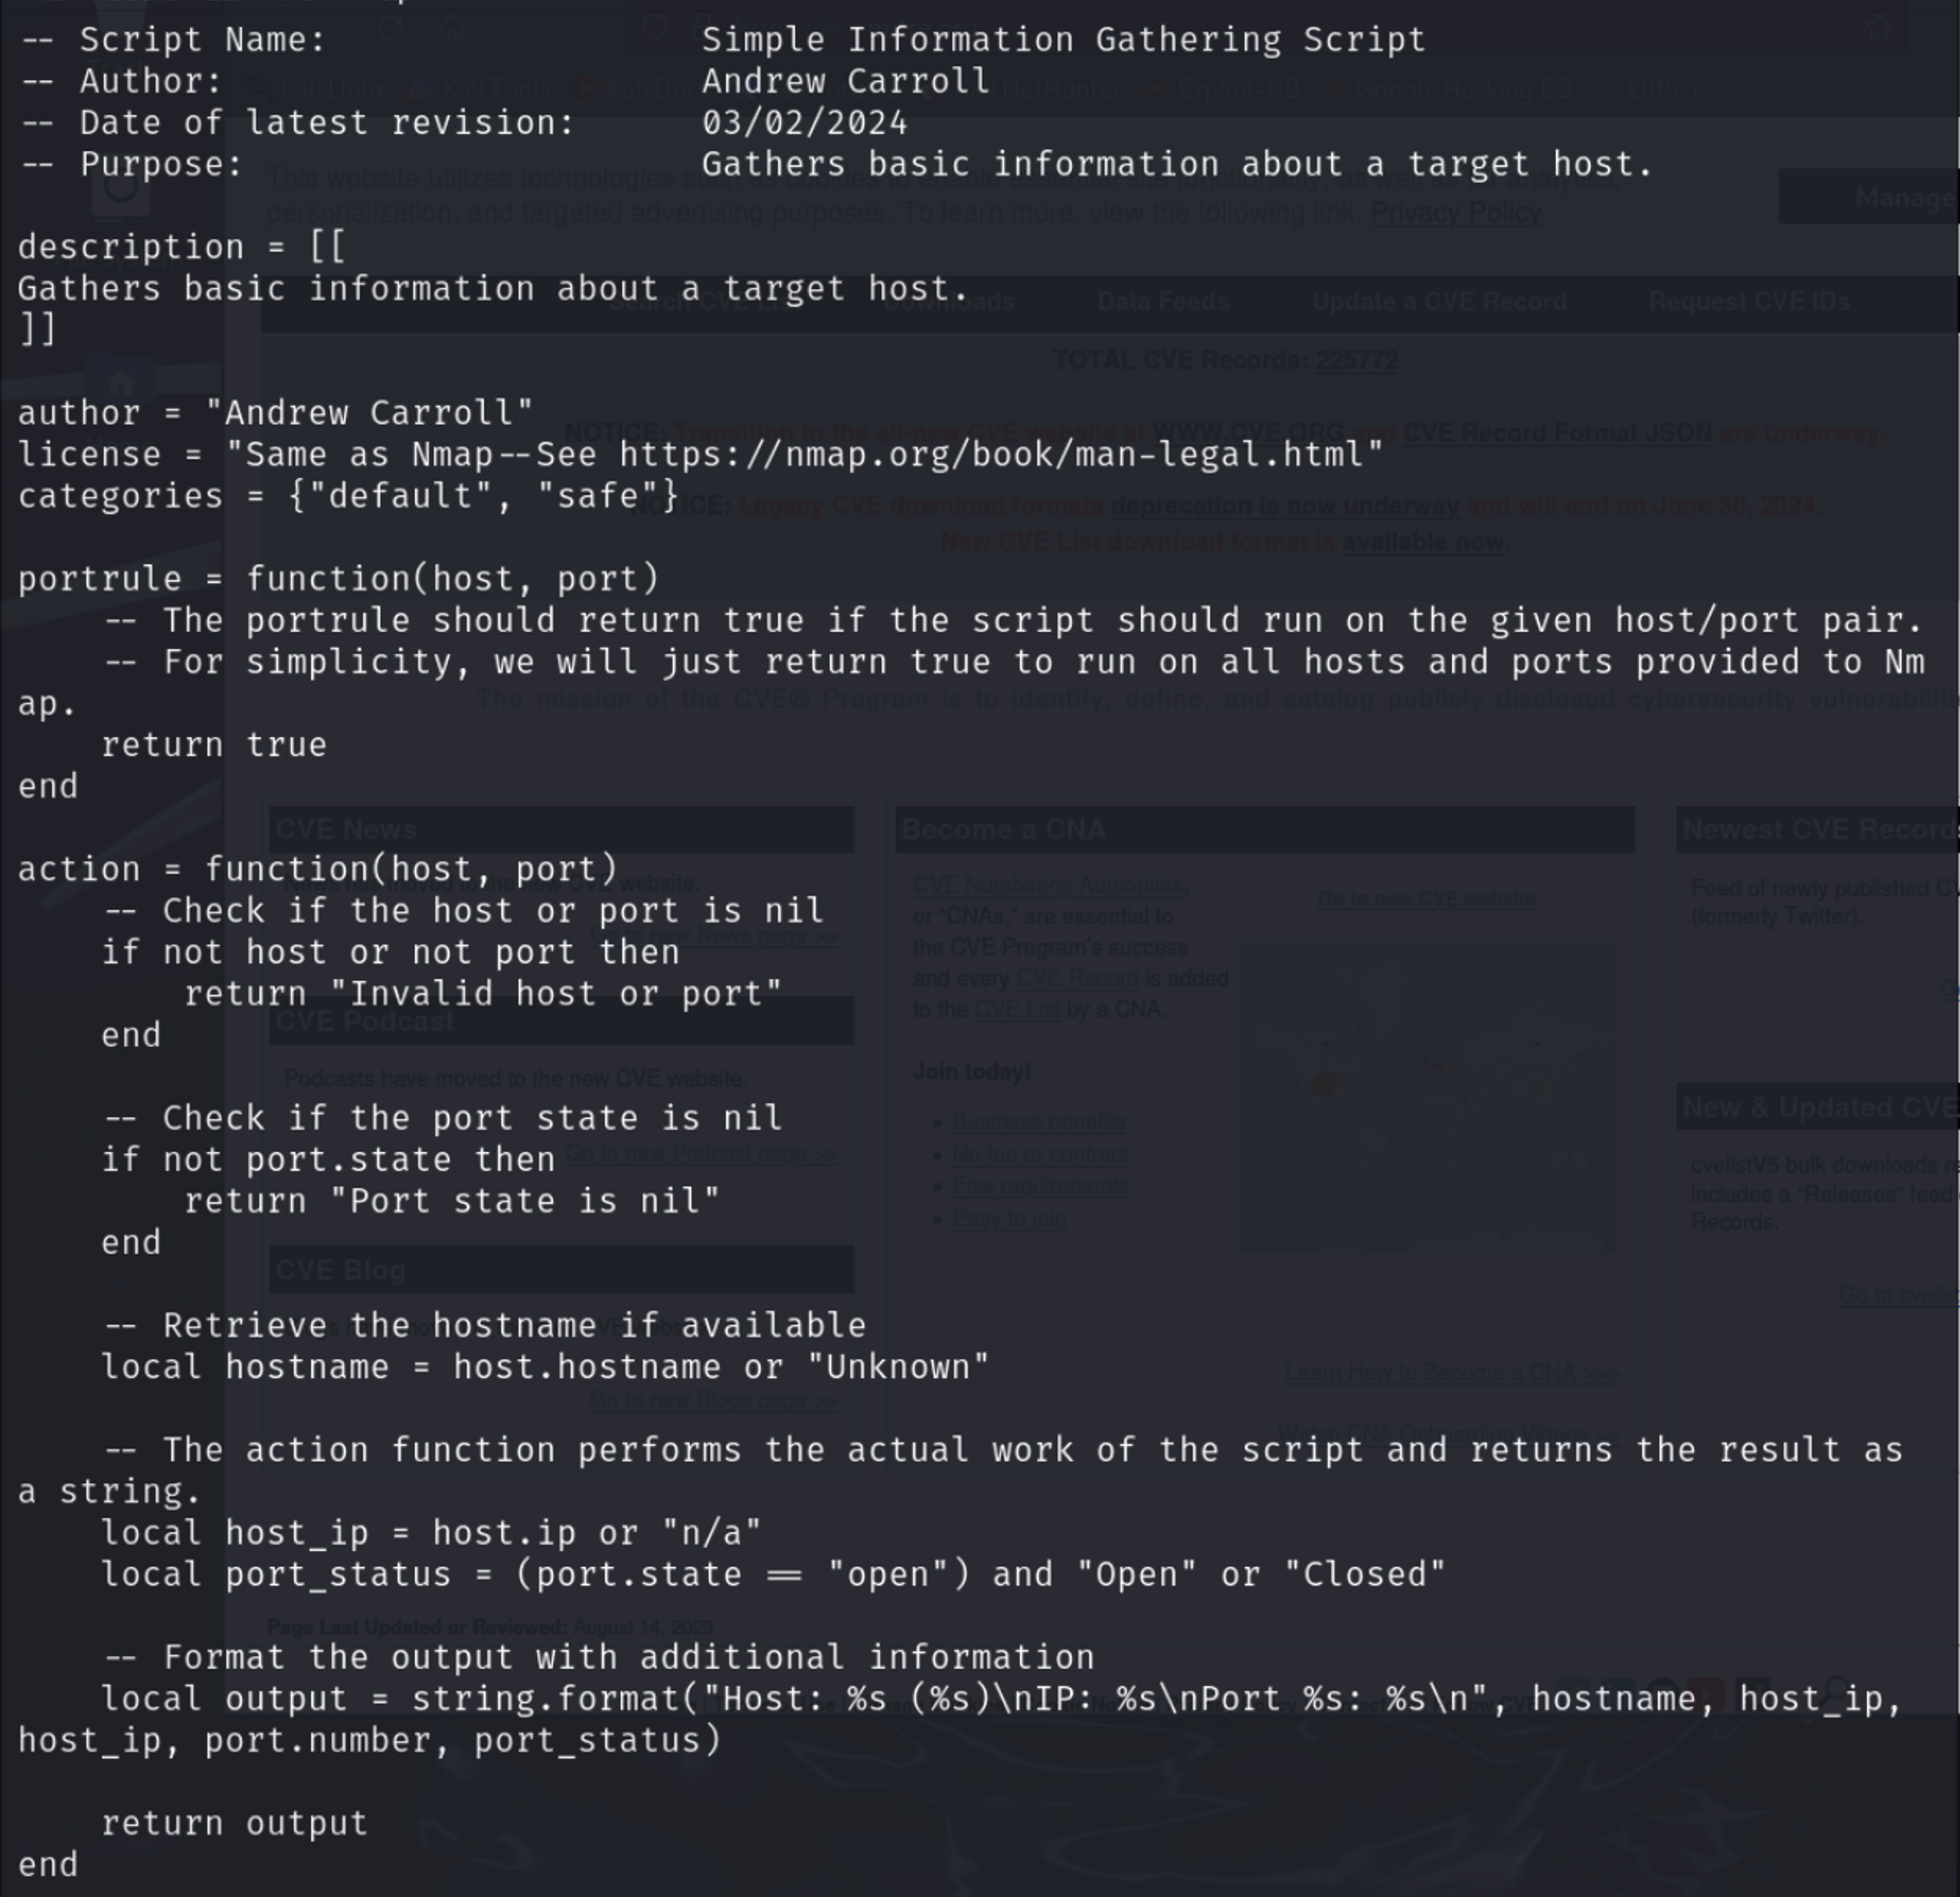 -- Script Name:                  Simple Information Gathering Script
-- Author:                       Andrew Carroll
-- Date of latest revision:      03/02/2024
-- Purpose:                      Gathers basic information about a target host.

description = [[
Gathers basic information about a target host.
]]

author = "Andrew Carroll"
license = "Same as Nmap--See https://nmap.org/book/man-legal.html"
categories = {"default", "safe"}

portrule = function(host, port)
    -- The portrule should return true if the script should run on the given host/port pair.
    -- For simplicity, we will just return true to run on all hosts and ports provided to Nm
ap.
    return true
end

action = function(host, port)
    -- Check if the host or port is nil
    if not host or not port then
        return "Invalid host or port"
    end

    -- Check if the port state is nil
    if not port.state then
        return "Port state is nil"
    end

    -- Retrieve the hostname if available
    local hostname = host.hostname or "Unknown"

    -- The action function performs the actual work of the script and returns the result as
a string.
    local host_ip = host.ip or "n/a"
    local port_status = (port.state == "open") and "Open" or "Closed"

    -- Format the output with additional information
    local output = string.format("Host: %s (%s)\nIP: %s\nPort %s: %s\n", hostname, host_ip,
host_ip, port.number, port_status)

    return output
end
Kali Linux
Kali Tools
Kali Doc
NetHunter
Exploit-DB
Google Hacking DB
OffSec
This website utilizes technologies such as cookies to enable essential site functionality, as well as for analytics,
personalization, and targeted advertising purposes. To learn more, view the following link: Privacy Policy
Manage
Search CVE List
Downloads
Data Feeds
Update a CVE Record
Request CVE IDs
TOTAL CVE Records: 225772
NOTICE: Transition to the all-new CVE website at WWW.CVE.ORG and CVE Record Format JSON are underway.
NOTICE: Legacy CVE download formats deprecation is now underway and will end on June 30, 2024.
New CVE List download format is available now.
The mission of the CVE® Program is to identify, define, and catalog publicly disclosed cybersecurity
CVE News
News has moved to the new CVE website.
Go to new News page >>
CVE Podcast
Podcasts have moved to the new CVE website.
Go to new Podcast page >>
CVE Blog
Go to new Blogs page >>
Become a CNA
CVE Numbering Authorities,
or "CNAs," are essential to
the CVE Program's success
and every CVE Record is added
to the CVE List by a CNA.
Go to new CVE website
Join today!
• Business benefits
• No fee or contract
• Few requirements
• Easy to join
Learn How to Become a CNA >>>
Watch CNA Onboarding Videos >>
Newest CVE Records
Feed of newly published
(formerly Twitter).
New & Updated CVE
cvelistV5 bulk downloads
includes a "Releases" feed
Records.
Go to cvelist
Page Last Updated or Reviewed: August 14, 2023